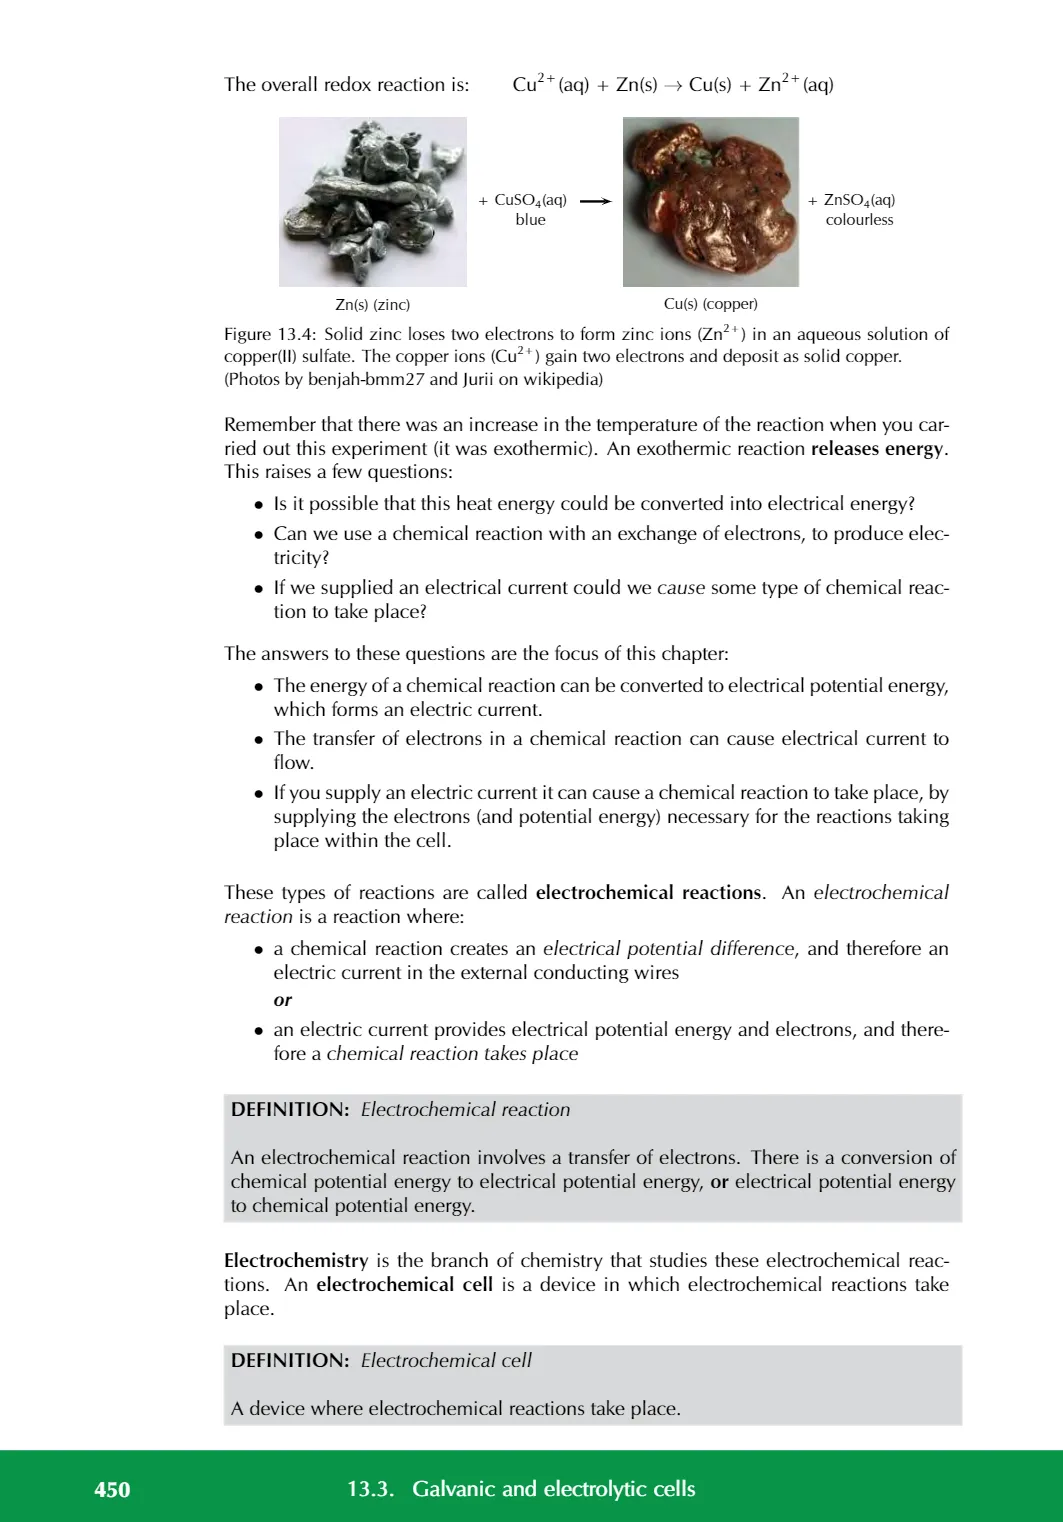 The overall redox reaction is: Cu²⁺(aq) + Zn(s) → Cu(s) + Zn²⁺(aq)
+ CuSO₄(aq) ⟶ + ZnSO₄(aq)
blue colourless
Zn(s) (zinc) Cu(s) (copper)
Figure 13.4: Solid zinc loses two electrons to form zinc ions (Zn²⁺) in an aqueous solution of
copper(II) sulfate. The copper ions (Cu²⁺) gain two electrons and deposit as solid copper.
(Photos by benjah-bmm27 and Jurii on wikipedia)
Remember that there was an increase in the temperature of the reaction when you car-
ried out this experiment (it was exothermic). An exothermic reaction releases energy.
This raises a few questions:
• Is it possible that this heat energy could be converted into electrical energy?
• Can we use a chemical reaction with an exchange of electrons, to produce elec-
tricity?
• If we supplied an electrical current could we cause some type of chemical reac-
tion to take place?
The answers to these questions are the focus of this chapter:
• The energy of a chemical reaction can be converted to electrical potential energy,
which forms an electric current.
• The transfer of electrons in a chemical reaction can cause electrical current to
flow.
• If you supply an electric current it can cause a chemical reaction to take place, by
supplying the electrons (and potential energy) necessary for the reactions taking
place within the cell.
These types of reactions are called electrochemical reactions. An electrochemical
reaction is a reaction where:
• a chemical reaction creates an electrical potential difference, and therefore an
electric current in the external conducting wires
or
• an electric current provides electrical potential energy and electrons, and there-
fore a chemical reaction takes place
DEFINITION: Electrochemical reaction
An electrochemical reaction involves a transfer of electrons. There is a conversion of
chemical potential energy to electrical potential energy, or electrical potential energy
to chemical potential energy.
Electrochemistry is the branch of chemistry that studies these electrochemical reac-
tions. An electrochemical cell is a device in which electrochemical reactions take
place.
DEFINITION: Electrochemical cell
A device where electrochemical reactions take place.
450 13.3. Galvanic and electrolytic cells